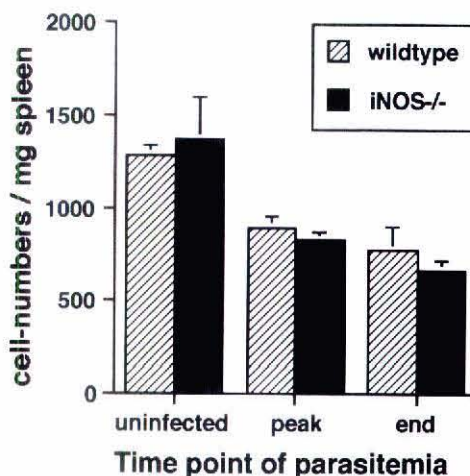 cell-numbers / mg spleen
2000
1500
1000
500
0
wildtype
iNOS-/-
uninfected peak end
Time point of parasitemia